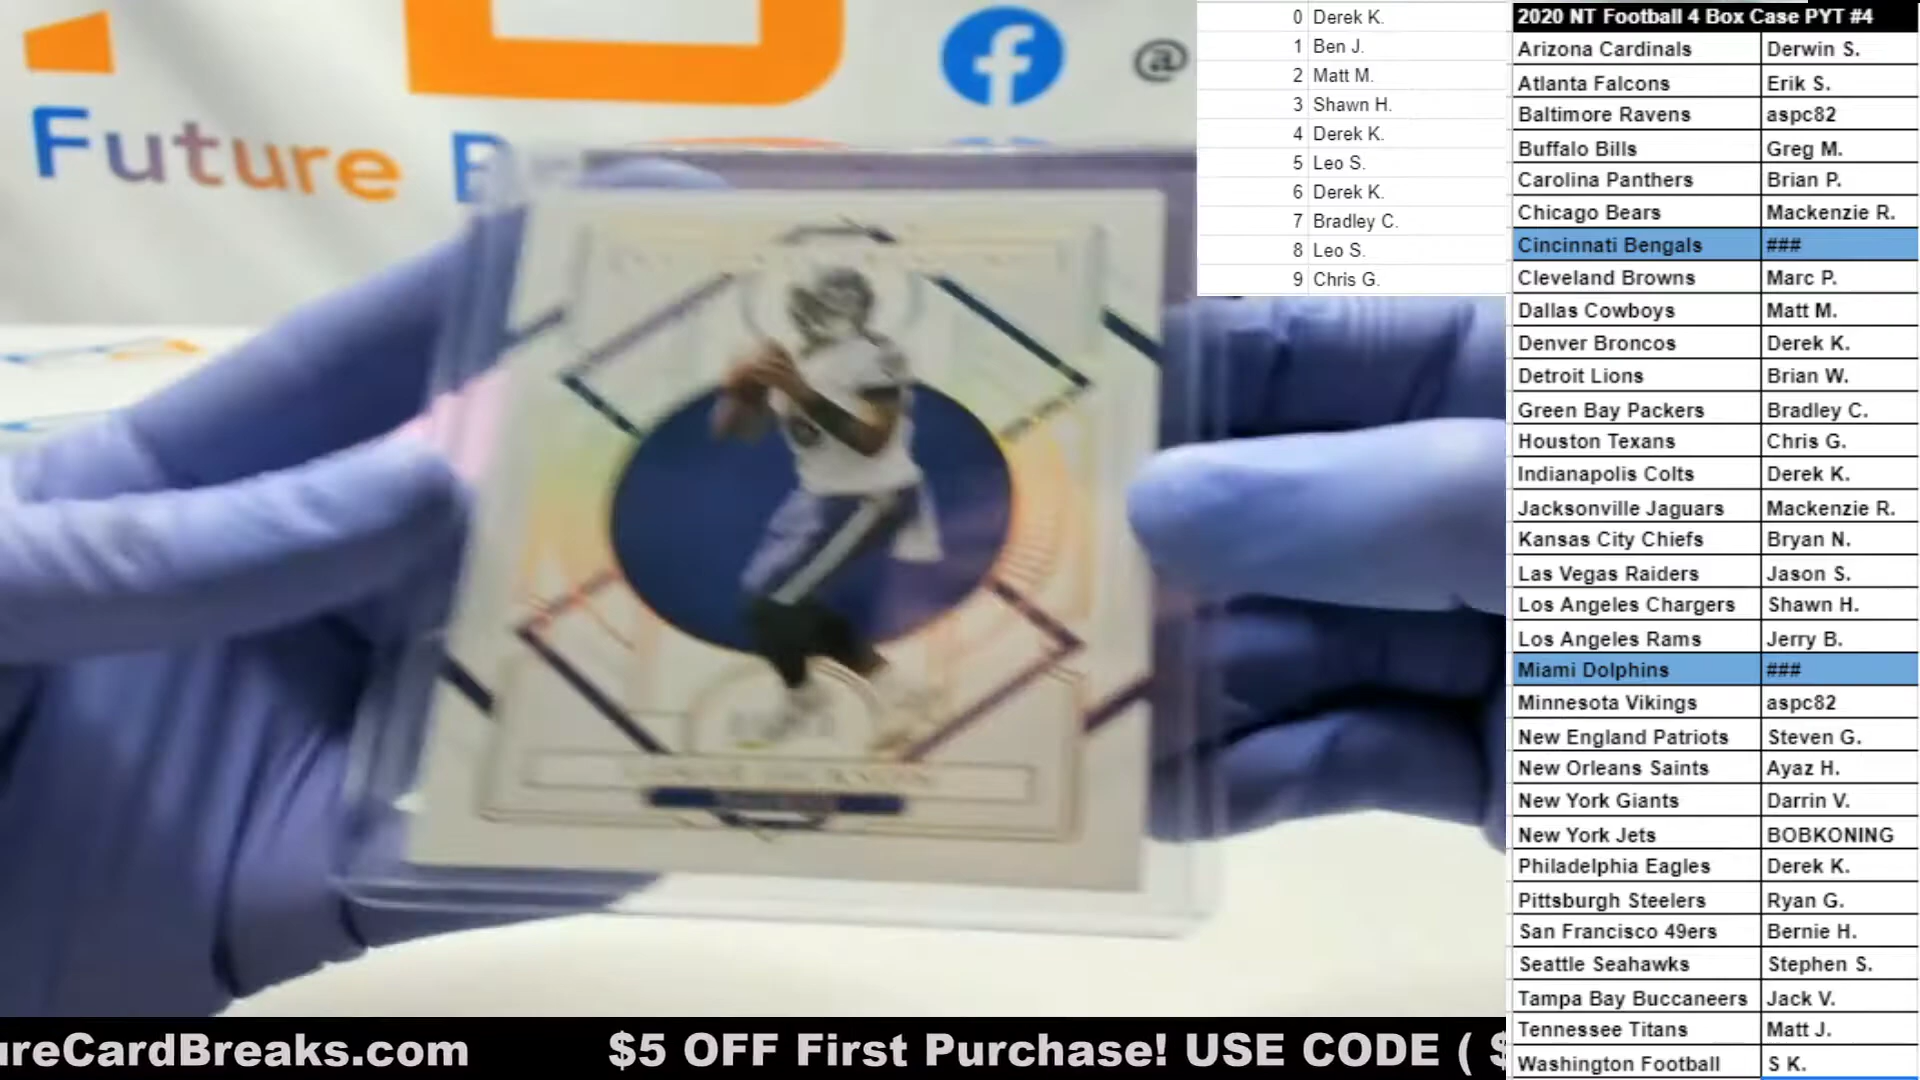 Future
@
0 Derek K.
1 Ben J.
2 Matt M.
3 Shawn H.
4 Derek K.
5 Leo S.
6 Derek K.
7 Bradley C.
8 Leo S.
9 Chris G.
2020 NT Football 4 Box Case PYT #4
Arizona Cardinals Derwin S.
Atlanta Falcons Erik S.
Baltimore Ravens aspc82
Buffalo Bills Greg M.
Carolina Panthers Brian P.
Chicago Bears Mackenzie R.
Cincinnati Bengals ###
Cleveland Browns Marc P.
Dallas Cowboys Matt M.
Denver Broncos Derek K.
Detroit Lions Brian W.
Green Bay Packers Bradley C.
Houston Texans Chris G.
Indianapolis Colts Derek K.
Jacksonville Jaguars Mackenzie R.
Kansas City Chiefs Bryan N.
Las Vegas Raiders Jason S.
Los Angeles Chargers Shawn H.
Los Angeles Rams Jerry B.
Miami Dolphins ###
Minnesota Vikings aspc82
New England Patriots Steven G.
New Orleans Saints Ayaz H.
New York Giants Darrin V.
New York Jets BOBKONING
Philadelphia Eagles Derek K.
Pittsburgh Steelers Ryan G.
San Francisco 49ers Bernie H.
Seattle Seahawks Stephen S.
Tampa Bay Buccaneers Jack V.
Tennessee Titans Matt J.
Washington Football S K.
ureCardBreaks.com $5 OFF First Purchase! USE CODE ( $